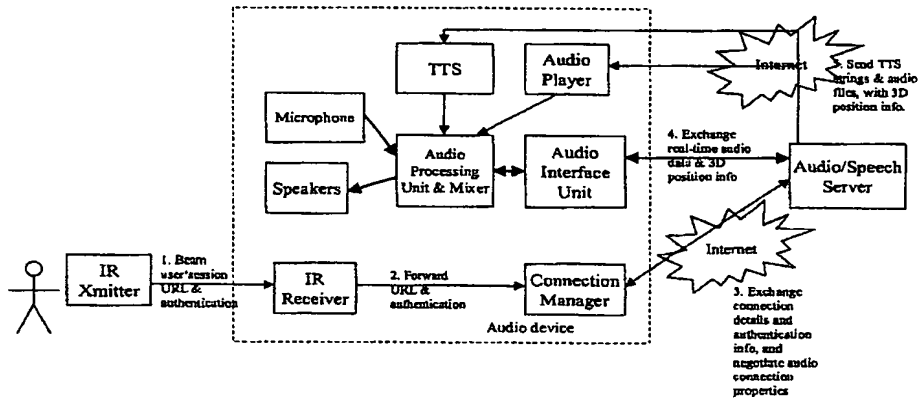 TTS
Audio
Player
Internet
5. Send TTS
strings & audio
files, with 3D
position info.
Microphone
Audio
Processing
Unit & Mixer
Audio
Interface
Unit
4. Exchange
real-time audio
data & 3D
position info
Audio/Speech
Server
Speakers
Internet
IR
Xmitter
1. Beam
user/session
URL &
authentication
IR
Receiver
2. Forward
URL &
authentication
Connection
Manager
Audio device
3. Exchange
connection
details and
authentication
info, and
negotiate audio
connection
properties